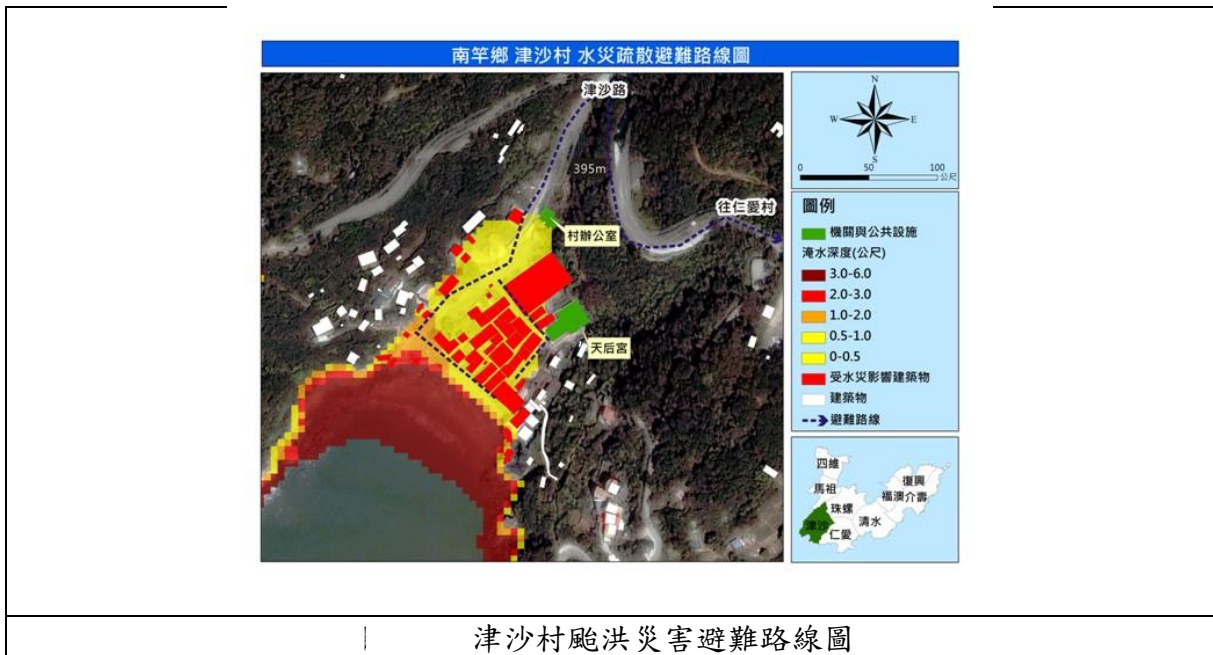 南竿鄉 津沙村 水災疏散避難路線圖
津沙路
395m
往仁愛村
村辦公室
天后宮
N
W
E
S
0
50
100
公尺
圖例
機關與公共設施
淹水深度(公尺)
3.0-6.0
2.0-3.0
1.0-2.0
0.5-1.0
0-0.5
受水災影響建築物
建築物
避難路線
四維
馬祖
珠螺
津沙
仁愛
清水
福澳
介壽
復興
津沙村颱洪災害避難路線圖